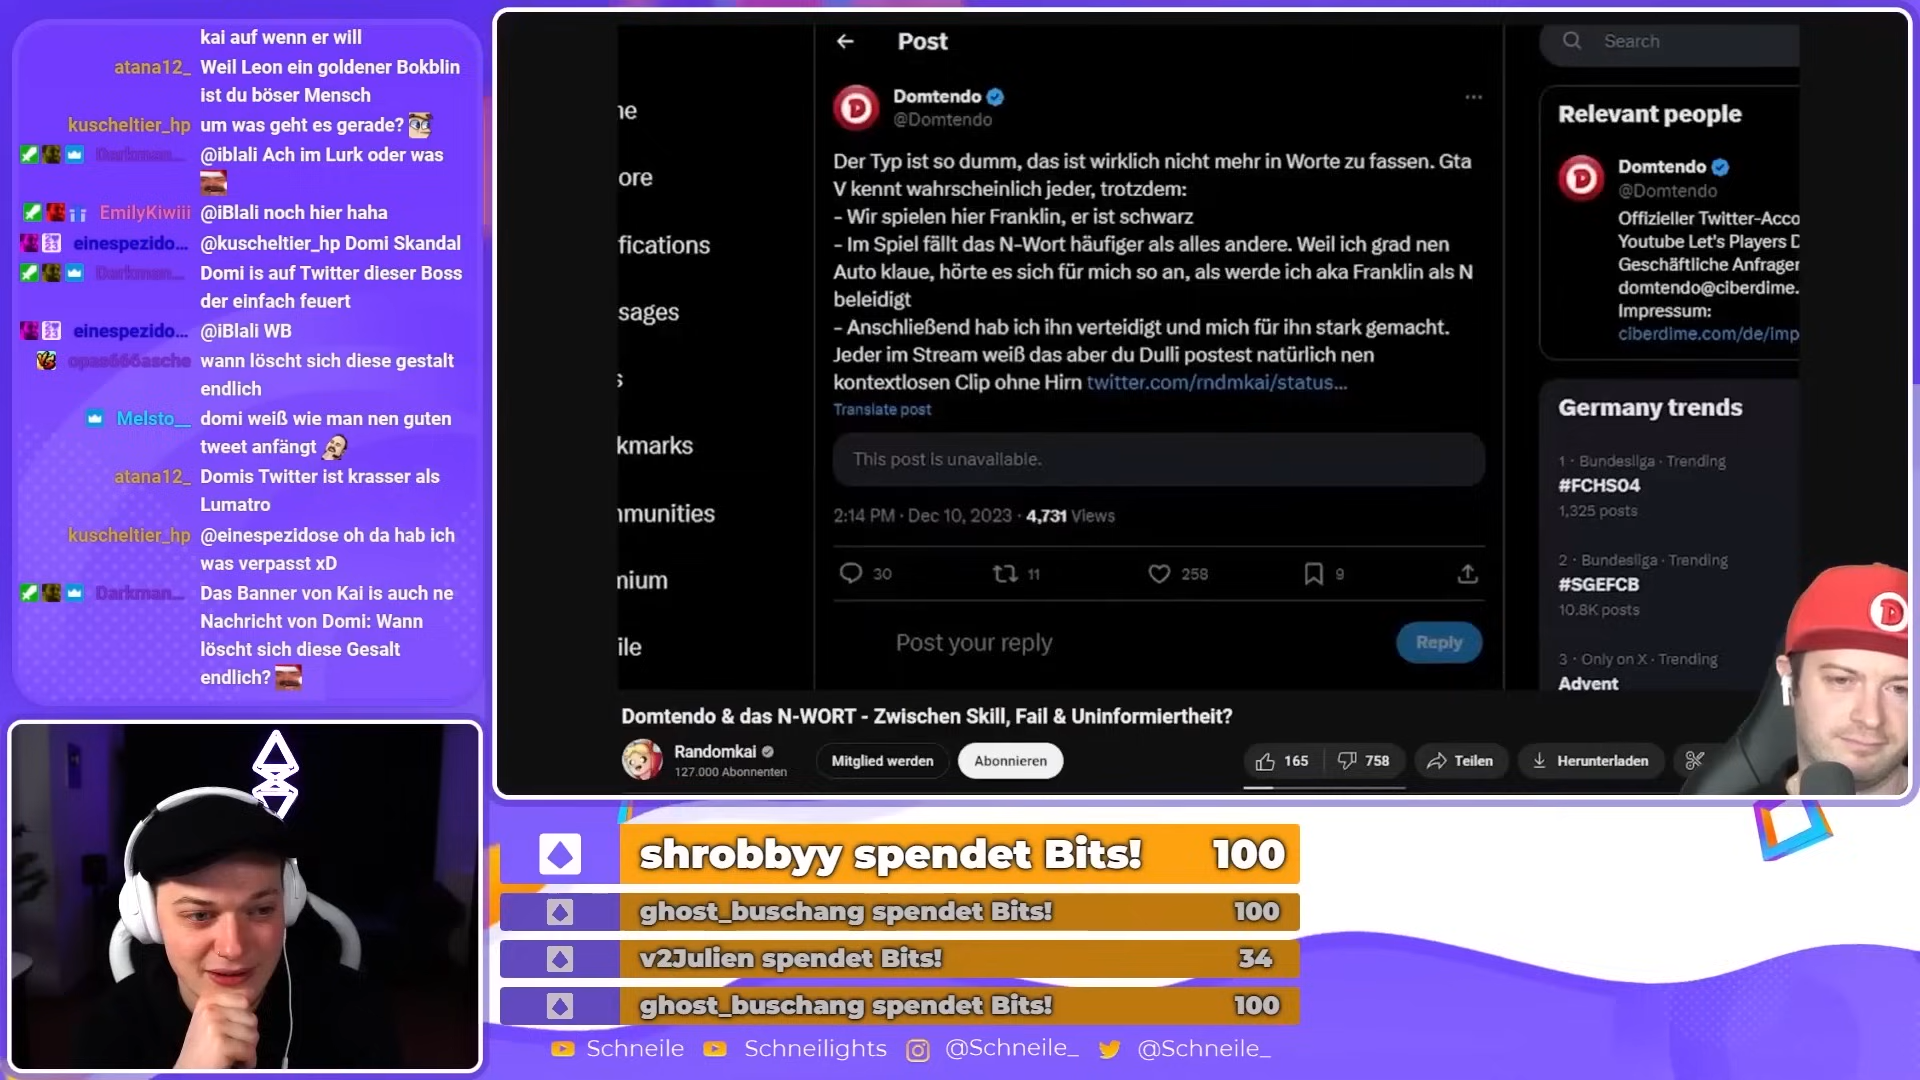 kai auf wenn er will
atana12_ Weil Leon ein goldener Bokblin
ist du böser Mensch
kuscheltier_hp um was geht es gerade?
Darkman... @iblali Ach im Lurk oder was
EmilyKiwiii @iBlali noch hier haha
einespezido... @kuscheltier_hp Domi Skandal
Darkman... Domi is auf Twitter dieser Boss
der einfach feuert
einespezido... @iBlali WB
opas666asche wann löscht sich diese gestalt
endlich
Melsto__ domi weiß wie man nen guten
tweet anfängt
atana12_ Domis Twitter ist krasser als
Lumatro
kuscheltier_hp @einespezidose oh da hab ich
was verpasst xD
Darkman... Das Banner von Kai is auch ne
Nachricht von Domi: Wann
löscht sich diese Gesalt
endlich?
ne
ore
fications
sages
s
kmarks
nmunities
nium
ile
Post
Domtendo
@Domtendo
Der Typ ist so dumm, das ist wirklich nicht mehr in Worte zu fassen. Gta
V kennt wahrscheinlich jeder, trotzdem:
- Wir spielen hier Franklin, er ist schwarz
- Im Spiel fällt das N-Wort häufiger als alles andere. Weil ich grad nen
Auto klaue, hörte es sich für mich so an, als werde ich aka Franklin als N
beleidigt
- Anschließend hab ich ihn verteidigt und mich für ihn stark gemacht.
Jeder im Stream weiß das aber du Dulli postest natürlich nen
kontextlosen Clip ohne Hirn twitter.com/rndmkai/status...
Translate post
This post is unavailable.
2:14 PM · Dec 10, 2023 · 4,731 Views
30 11 258 9
Post your reply
Reply
Search
Relevant people
Domtendo
@Domtendo
Offizieller Twitter-Acco
Youtube Let's Players D
Geschäftliche Anfragen
domtendo@ciberdime.
Impressum:
ciberdime.com/de/imp
Germany trends
1 · Bundesliga · Trending
#FCHS04
1,325 posts
2 · Bundesliga · Trending
#SGEFCB
10.8K posts
3 · Only on X · Trending
Advent
D
Domtendo & das N-WORT - Zwischen Skill, Fail & Uninformiertheit?
Randomkai
127.000 Abonnenten
Mitglied werden
Abonnieren
165
758
Teilen
Herunterladen
shrobbyy spendet Bits! 100
ghost_buschang spendet Bits! 100
v2Julien spendet Bits! 34
ghost_buschang spendet Bits! 100
Schneile Schneilights @Schneile_ @Schneile_